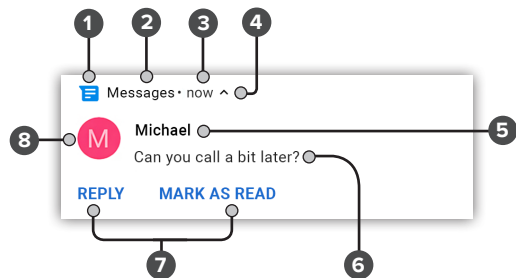 1 2 3 4
Messages • now
8 M Michael 5
Can you call a bit later?
REPLY MARK AS READ
7 6